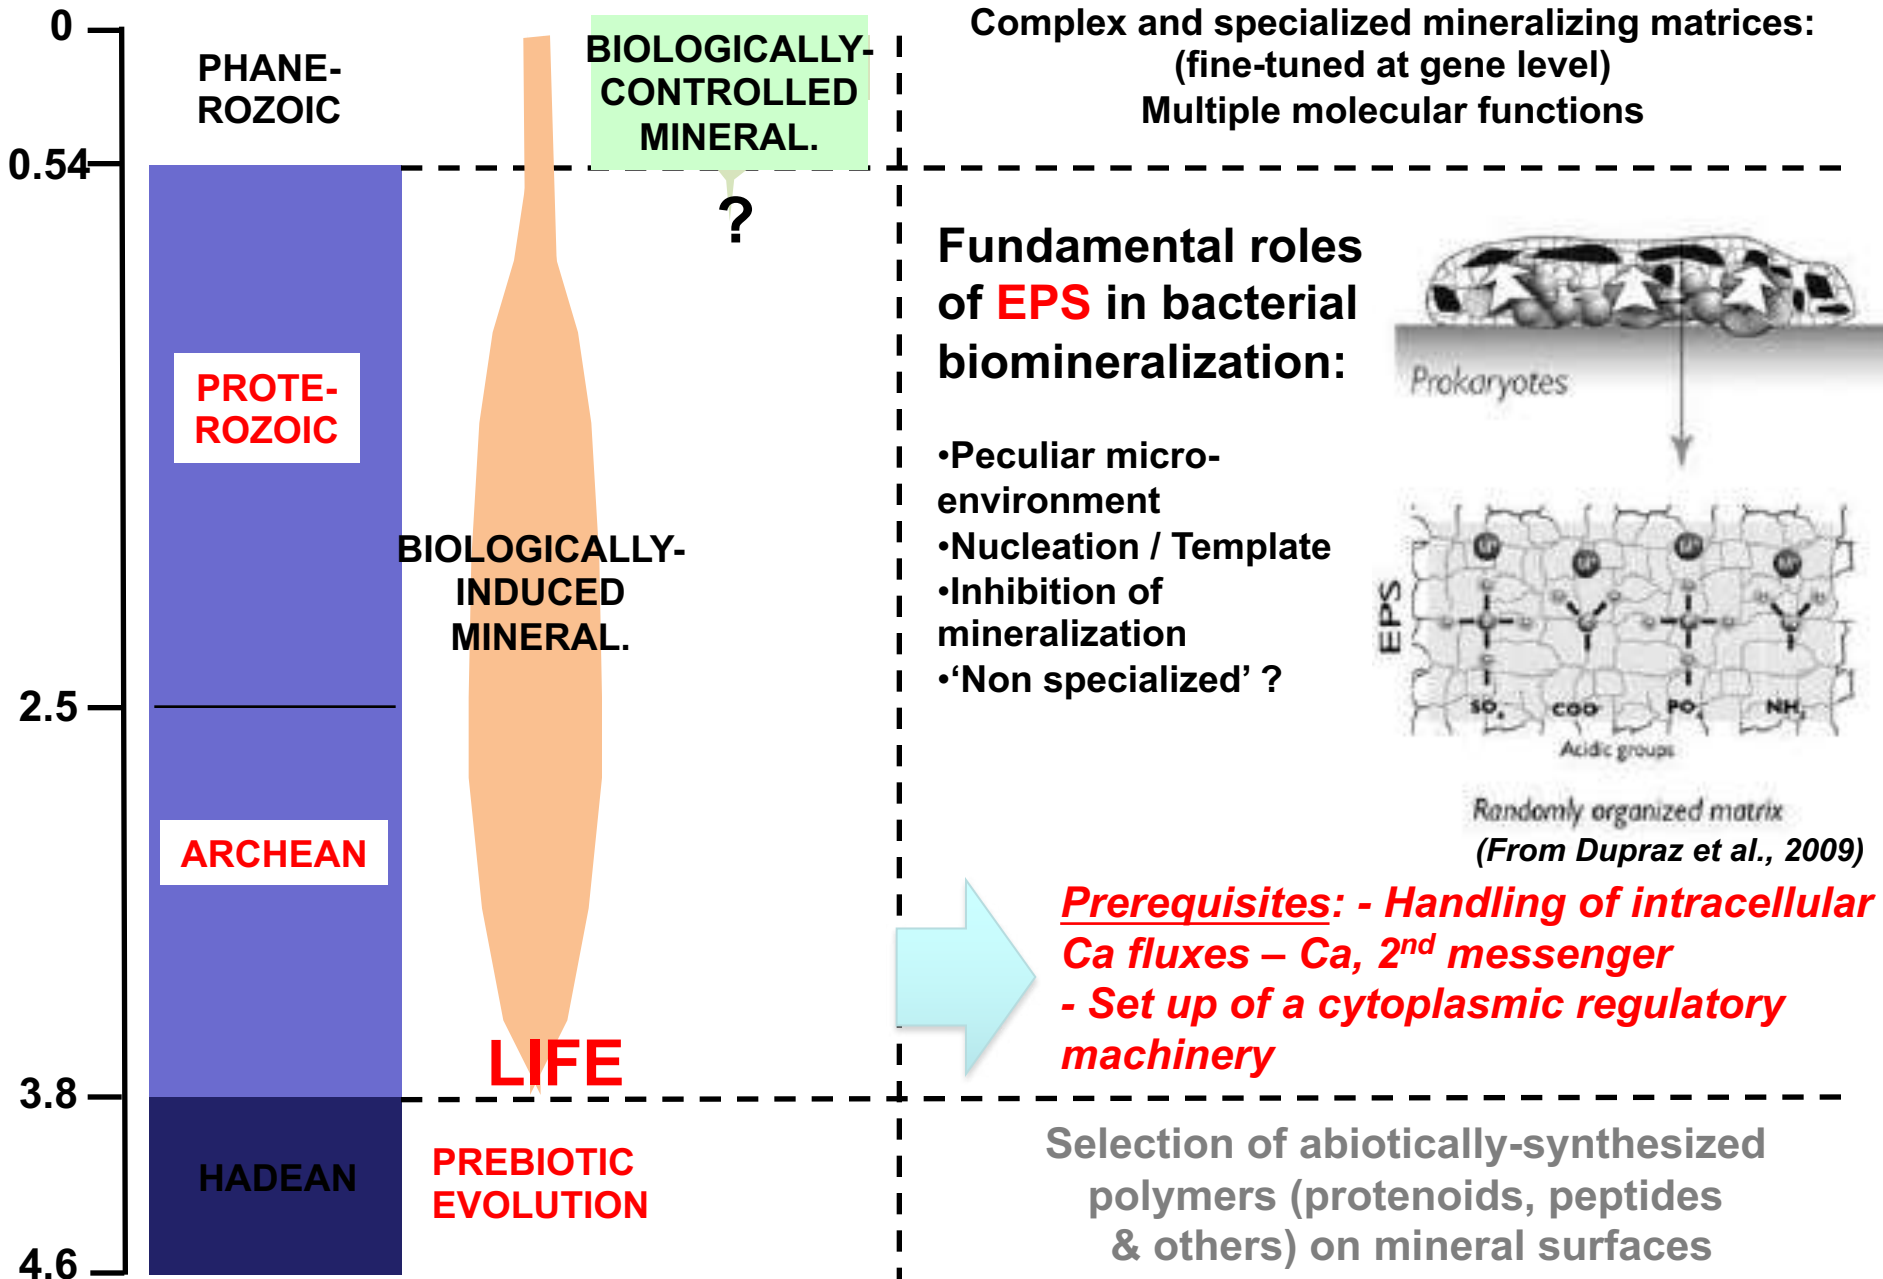 0
0.54
2.5
3.8
4.6
PHANE-
ROZOIC
PROTE-
ROZOIC
ARCHEAN
HADEAN
BIOLOGICALLY-
CONTROLLED
MINERAL.
?
BIOLOGICALLY-
INDUCED
MINERAL.
LIFE
PREBIOTIC
EVOLUTION
Complex and specialized mineralizing matrices:
(fine-tuned at gene level)
Multiple molecular functions
Fundamental roles
of EPS in bacterial
biomineralization:
•Peculiar micro-
environment
•Nucleation / Template
•Inhibition of
mineralization
•‘Non specialized’ ?
Prokaryotes
EPS
SO4 COO- PO4 NH2
Acidic groups
Randomly organized matrix
(From Dupraz et al., 2009)
Prerequisites: - Handling of intracellular
Ca fluxes – Ca, 2nd messenger
- Set up of a cytoplasmic regulatory
machinery
Selection of abiotically-synthesized
polymers (protenoids, peptides
& others) on mineral surfaces